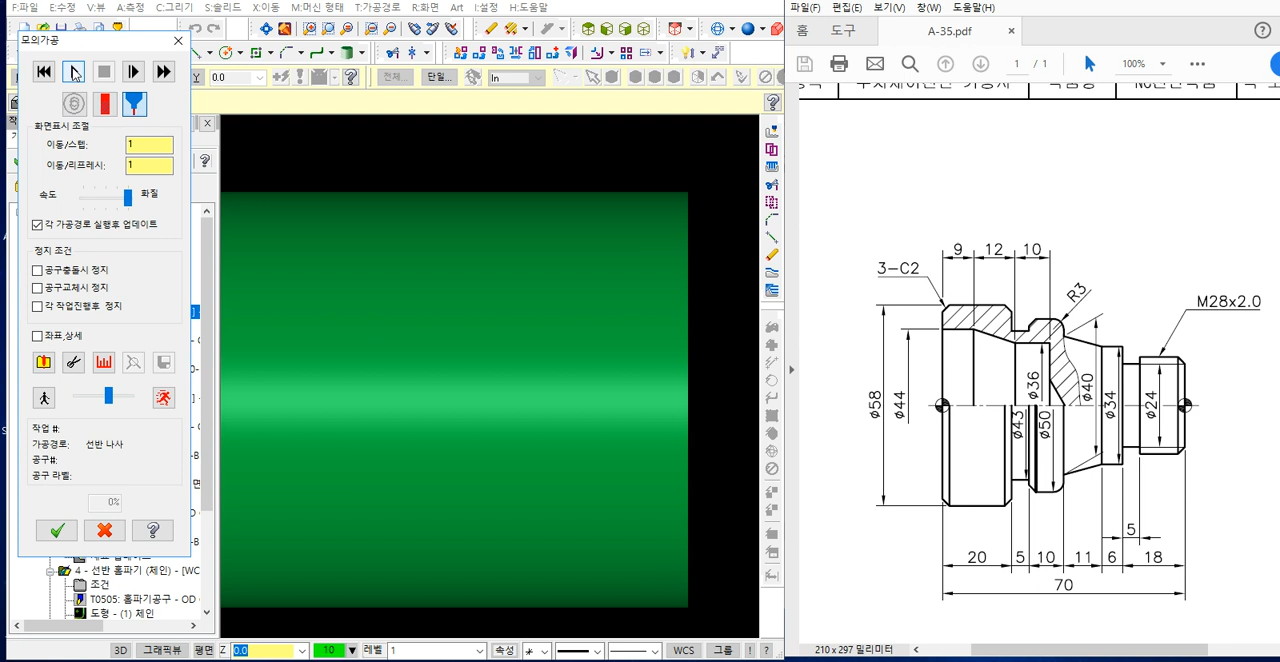 F:파일 E:수정 V:뷰 A:측정 C:그리기 S:솔리드 X:이동 M:머신 형태 T:가공경로 R:화면 Art I:설정 H:도움말
모의가공
Y 0.0
전체... 단일... In
화면표시 조절
이동/스텝: 1
이동/리프레시: 1
속도 화질
각 가공경로 실행후 업데이트
정지 조건
공구충돌시 정지
공구교체시 정지
각 작업진행후 정지
좌표,상세
작업 #:
가공경로: 선반 나사
공구#:
공구 라벨:
0%
4 - 선반 홈파기 (체인) - [WC
조건
T0505: 홈파기공구 - OD
도형 - (1) 체인
3D 그래픽뷰 평면 Z 0.0 10 레벨 1 속성 WCS 그룹 ! ?
파일(F) 편집(E) 보기(V) 창(W) 도움말(H)
홈 도구 A-35.pdf
1 / 1 100%
9 12 10
3-C2
R3
M28x2.0
ø58
ø44
ø36
ø43
ø50
ø40
ø34
ø24
5
20 5 10 11 6 18
70
210 x 297 밀리미터